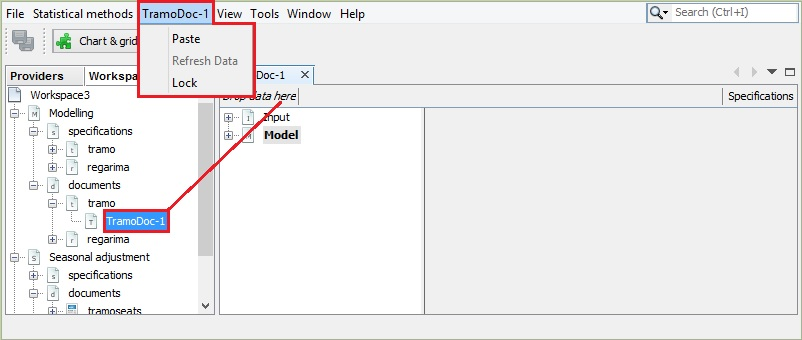 File Statistical methods TramoDoc-1 View Tools Window Help Search (Ctrl+I)
Paste
Refresh Data
Lock
Chart & grid
Providers Workspa Doc-1
Workspace3
Drop data here Specifications
Modelling
Input
specifications
Model
tramo
regarima
documents
tramo
TramoDoc-1
regarima
Seasonal adjustment
specifications
documents
tramoseats